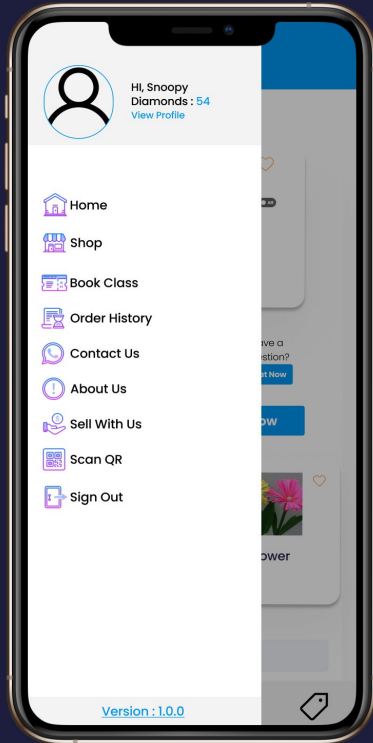 HI, Snoopy
Diamonds : 54
View Profile
Home
Shop
Book Class
Order History
Contact Us
About Us
Sell With Us
Scan QR
Sign Out
Version : 1.0.0